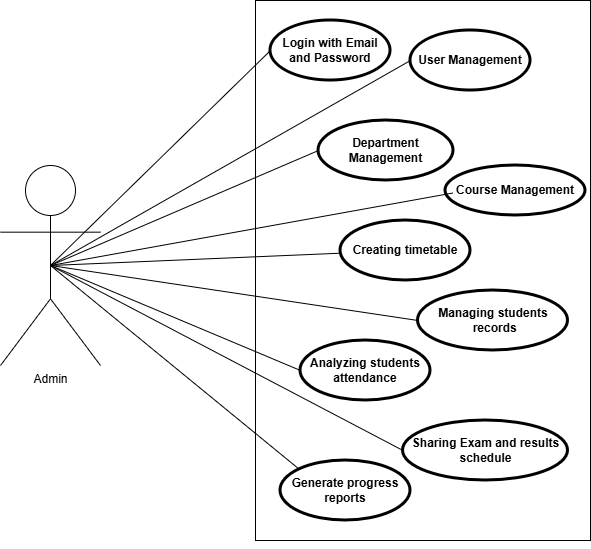 Login with Email
and Password
User Management
Department
Management
Course Management
Creating timetable
Managing students
records
Analyzing students
attendance
Admin
Sharing Exam and results
schedule
Generate progress
reports